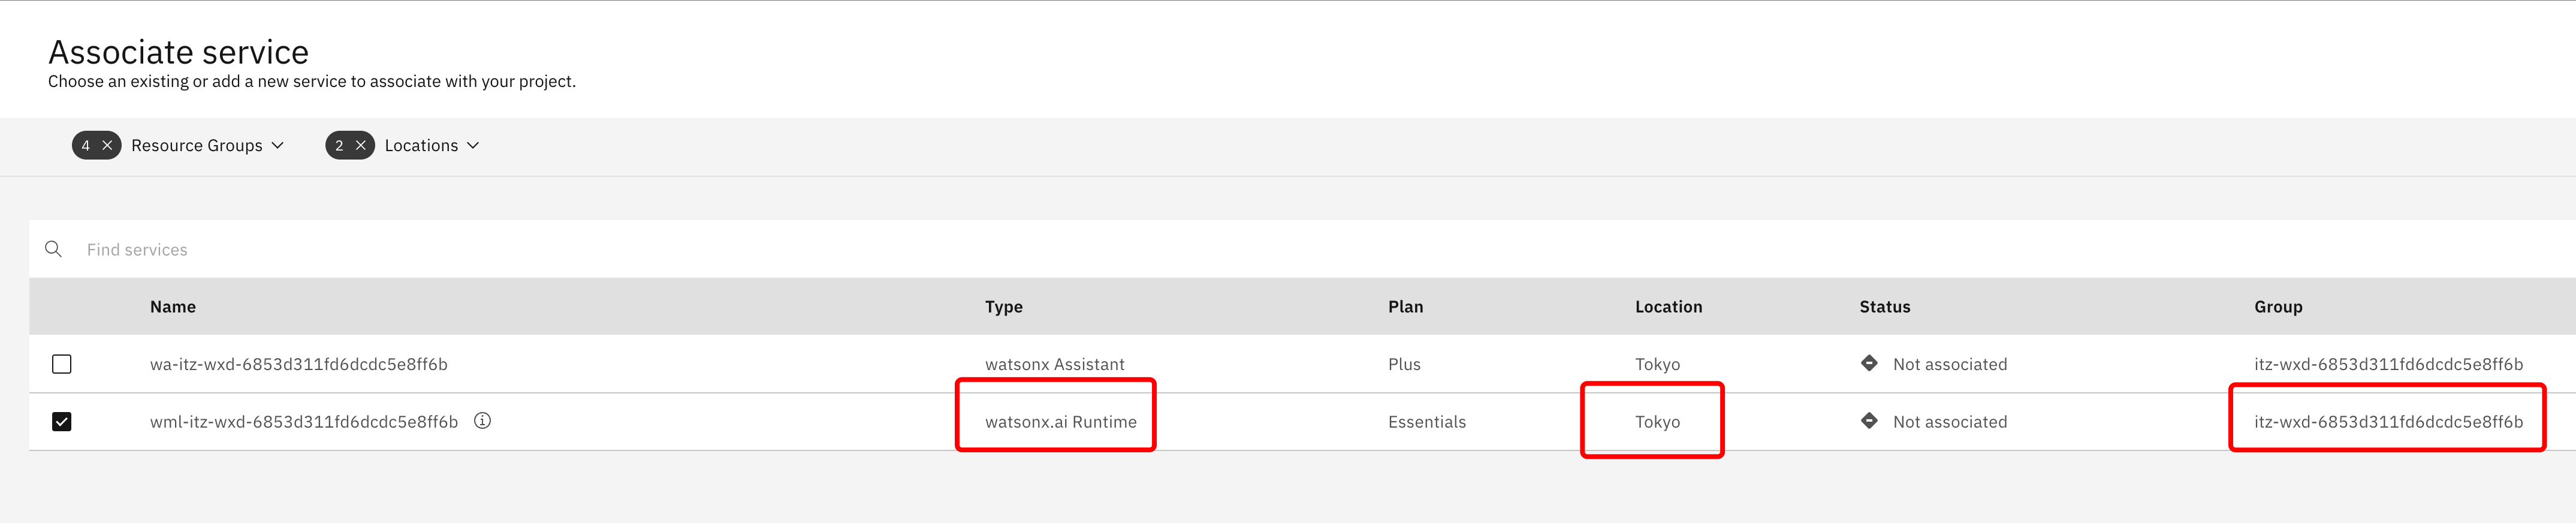 Associate service
Choose an existing or add a new service to associate with your project.
4 × Resource Groups 2 × Locations
Find services
Name Type Plan Location Status Group
wa-itz-wxd-6853d311fd6dcdc5e8ff6b watsonx Assistant Plus Tokyo Not associated itz-wxd-6853d311fd6dcdc5e8ff6b
wml-itz-wxd-6853d311fd6dcdc5e8ff6b watsonx.ai Runtime Essentials Tokyo Not associated itz-wxd-6853d311fd6dcdc5e8ff6b